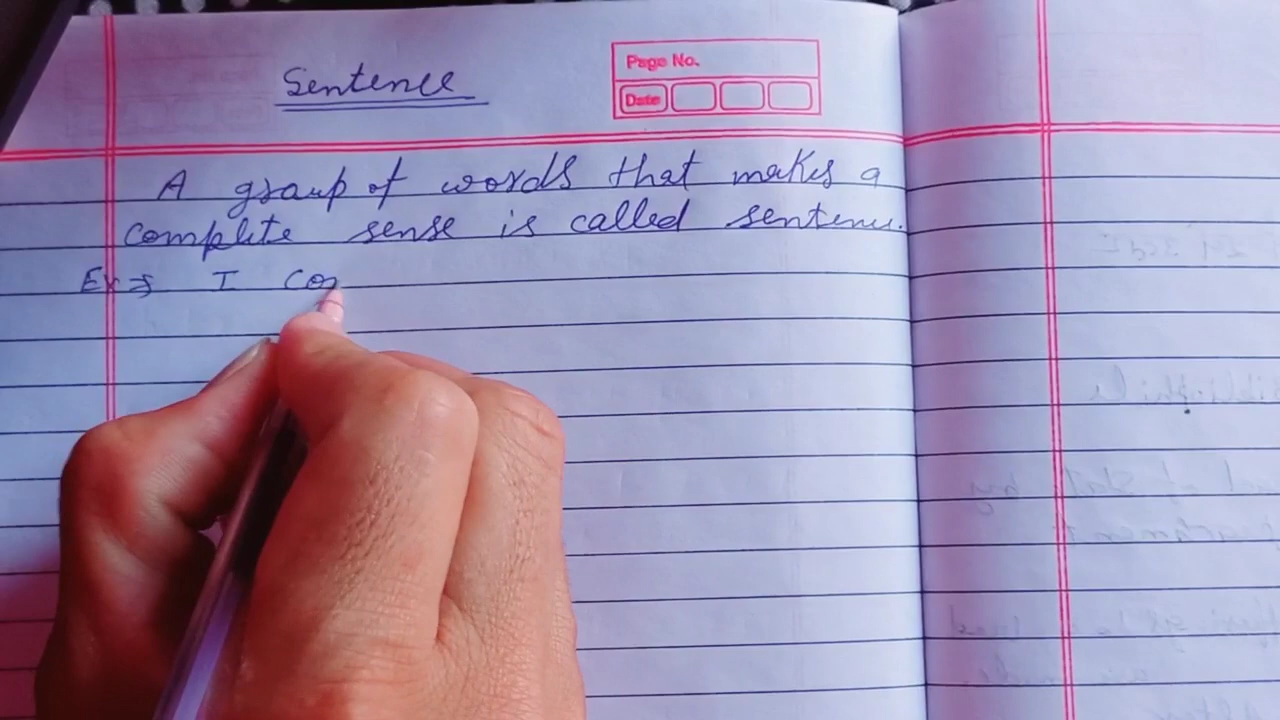 Sentence
Page No.
Date
A group of words that makes a
complete sense is called sentence.
Ex ⇒ I Co